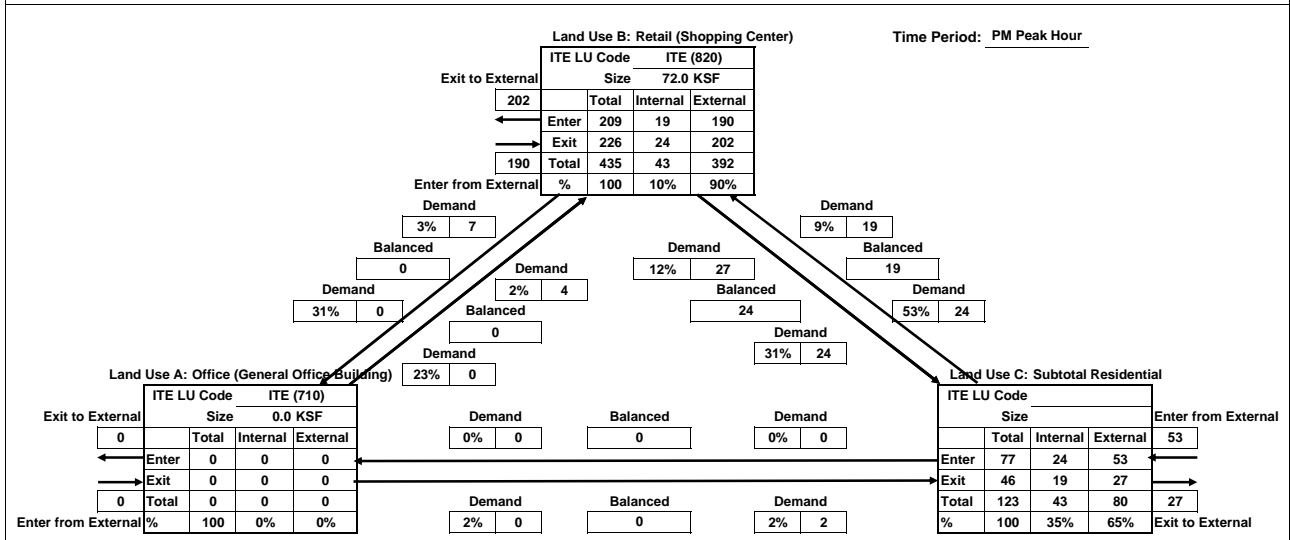 Land Use B: Retail (Shopping Center)
Time Period: PM Peak Hour
ITE LU Code ITE (820)
Exit to External Size 72.0 KSF
202 Total Internal External
Enter 209 19 190
Exit 226 24 202
190 Total 435 43 392
Enter from External % 100 10% 90%
Demand Demand
3% 7 9% 19
Balanced Demand Balanced
0 Demand 12% 27 19
Demand 2% 4 Balanced Demand
31% 0 Balanced 24 53% 24
0 Demand
Demand 31% 24
Land Use A: Office (General Office Building) 23% 0 Land Use C: Subtotal Residential
ITE LU Code ITE (710) ITE LU Code
Exit to External Size 0.0 KSF Demand Balanced Demand Size Enter from External
0 Total Internal External 0% 0 0 0% 0 Total Internal External 53
Enter 0 0 0 Enter 77 24 53
Exit 0 0 0 Exit 46 19 27
0 Total 0 0 0 Demand Balanced Demand Total 123 43 80 27
Enter from External % 100 0% 0% 2% 0 0 2% 2 % 100 35% 65% Exit to External